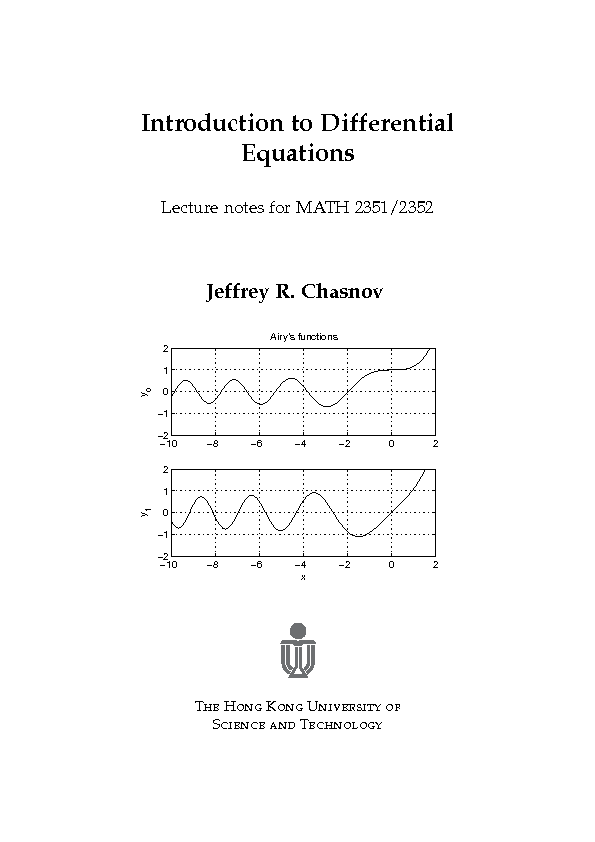 Introduction to Differential
Equations
Lecture notes for MATH 2351/2352
Jeffrey R. Chasnov
Airy's functions
2
1
0
−1
−2
y0
−10 −8 −6 −4 −2 0 2
2
1
0
−1
−2
y1
−10 −8 −6 −4 −2 0 2
x
The Hong Kong University of
Science and Technology